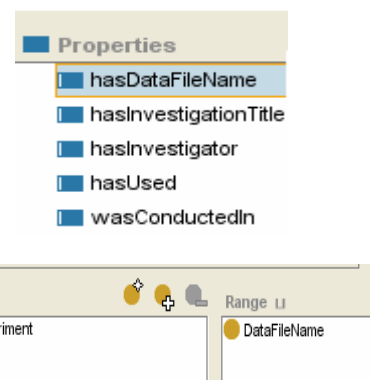 Properties
hasDataFileName
hasInvestigationTitle
hasInvestigator
hasUsed
wasConductedIn
Range ⊔
riment
DataFileName